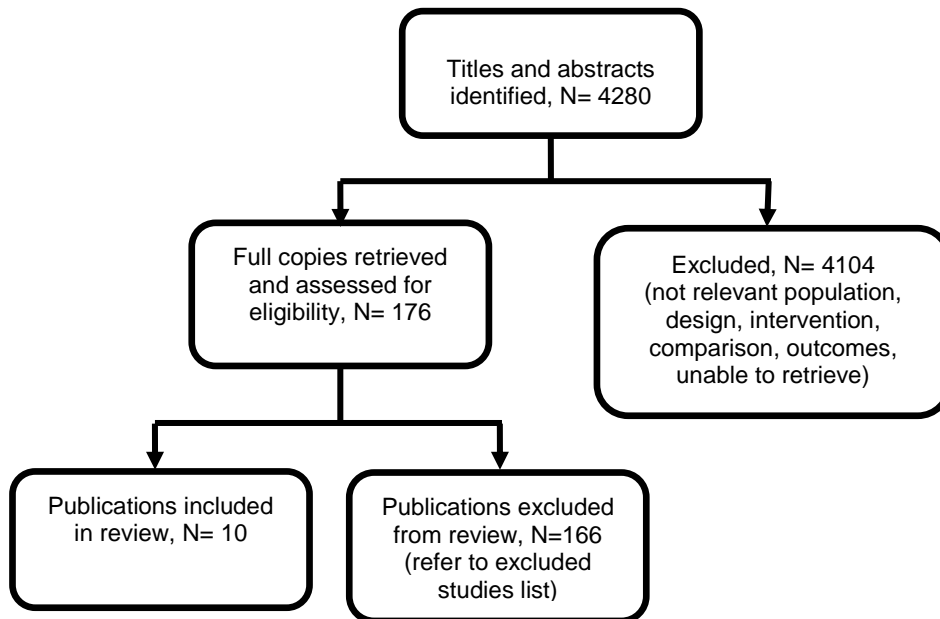 Titles and abstracts
identified, N= 4280
Full copies retrieved
and assessed for
eligibility, N= 176
Excluded, N= 4104
(not relevant population,
design, intervention,
comparison, outcomes,
unable to retrieve)
Publications included
in review, N= 10
Publications excluded
from review, N=166
(refer to excluded
studies list)